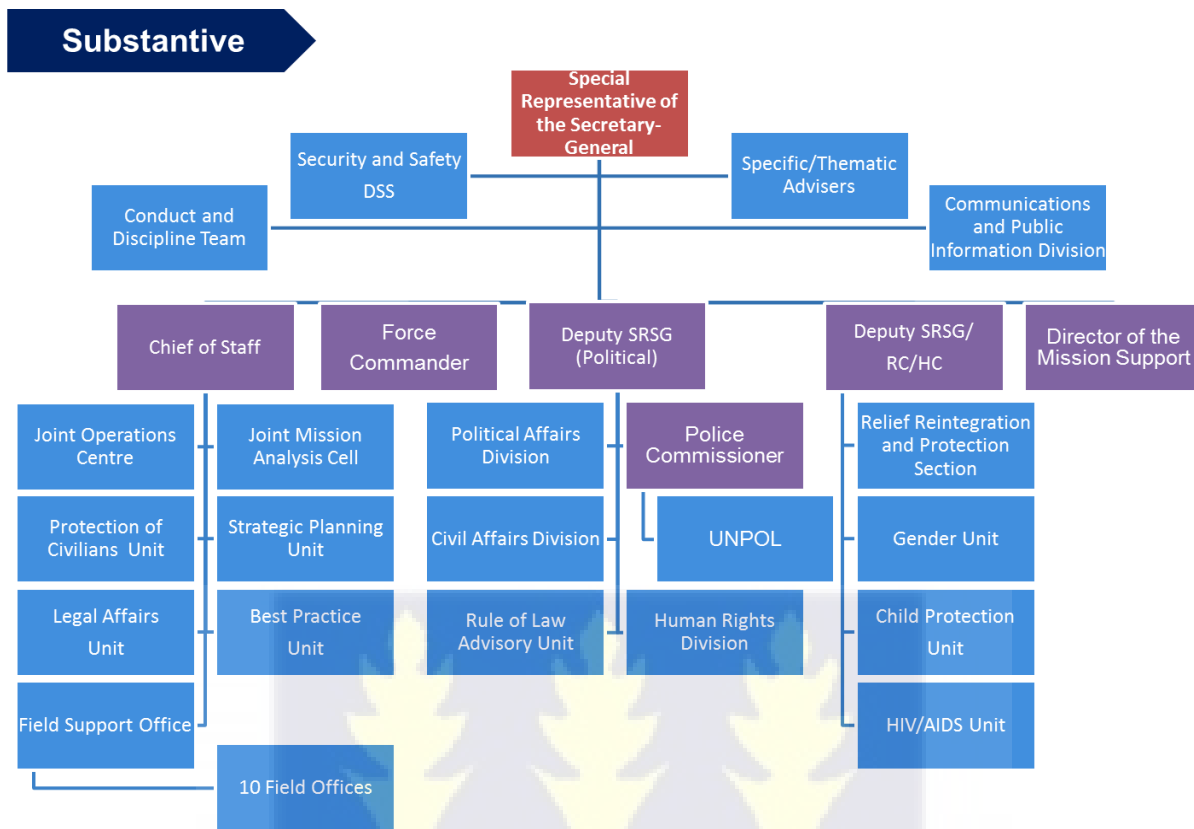 Substantive
Special
Representative of
the Secretary-
General
Security and Safety
DSS
Specific/Thematic
Advisers
Conduct and
Discipline Team
Communications
and Public
Information Division
Chief of Staff
Force
Commander
Deputy SRSG
(Political)
Deputy SRSG/
RC/HC
Director of the
Mission Support
Joint Operations
Centre
Joint Mission
Analysis Cell
Political Affairs
Division
Police
Commissioner
Relief Reintegration
and Protection
Section
Protection of
Civilians Unit
Strategic Planning
Unit
Civil Affairs Division
UNPOL
Gender Unit
Legal Affairs
Unit
Best Practice
Unit
Rule of Law
Advisory Unit
Human Rights
Division
Child Protection
Unit
Field Support Office
HIV/AIDS Unit
10 Field Offices